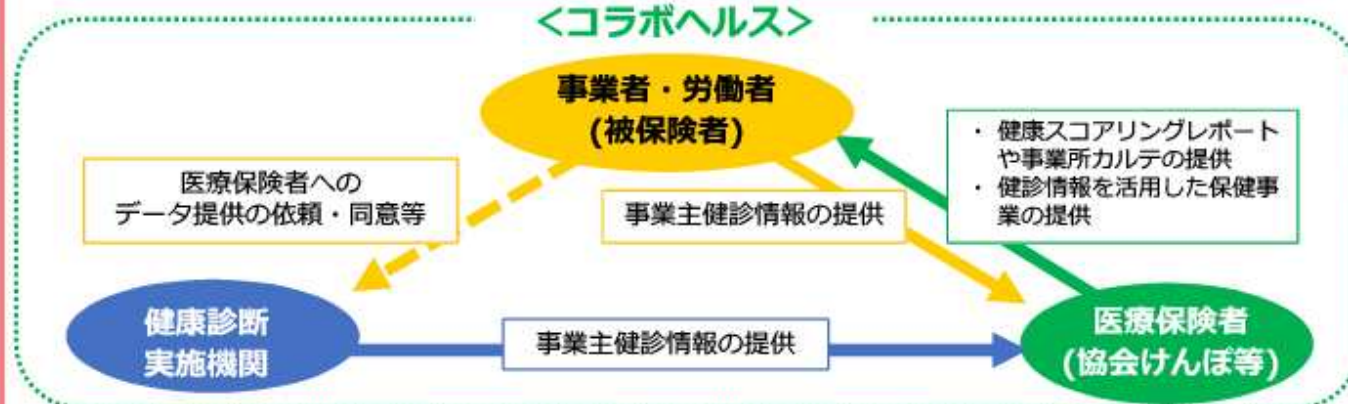 <コラボヘルス>
事業者・労働者
(被保険者)
医療保険者への
データ提供の依頼・同意等
事業主健診情報の提供
・ 健康スコアリングレポート
や事業所カルテの提供
・ 健診情報を活用した保健事
業の提供
健康診断
実施機関
事業主健診情報の提供
医療保険者
(協会けんぽ等)